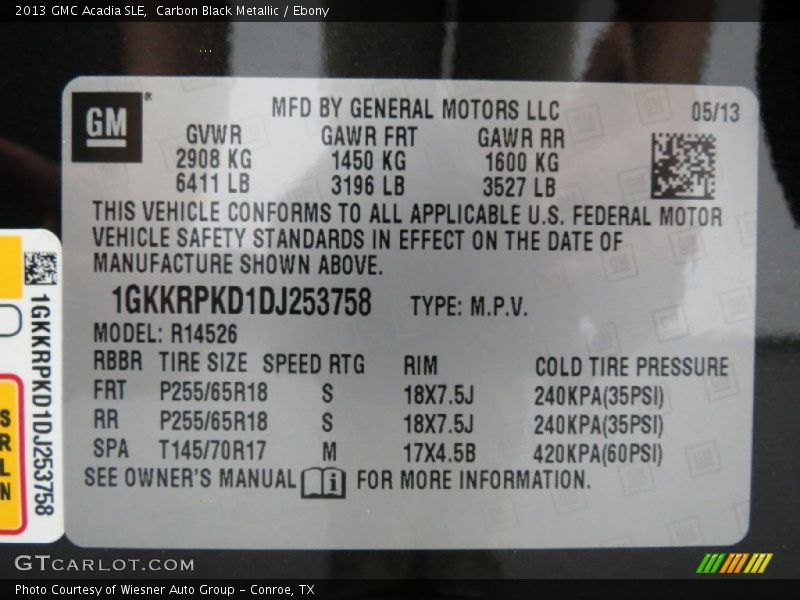 2013 GMC Acadia SLE,  Carbon Black Metallic / Ebony
GM
MFD BY GENERAL MOTORS LLC 05/13
GVWR GAWR FRT GAWR RR
2908 KG 1450 KG 1600 KG
6411 LB 3196 LB 3527 LB
THIS VEHICLE CONFORMS TO ALL APPLICABLE U.S. FEDERAL MOTOR
VEHICLE SAFETY STANDARDS IN EFFECT ON THE DATE OF
MANUFACTURE SHOWN ABOVE.
1GKKRPKD1DJ253758 TYPE: M.P.V.
MODEL: R14526
RBBR TIRE SIZE SPEED RTG RIM COLD TIRE PRESSURE
FRT P255/65R18 S 18X7.5J 240KPA(35PSI)
RR P255/65R18 S 18X7.5J 240KPA(35PSI)
SPA T145/70R17 M 17X4.5B 420KPA(60PSI)
SEE OWNER'S MANUAL i FOR MORE INFORMATION.
1GKKRPKD1DJ253758
S
R
L
N
GTCARLOT.COM
Photo Courtesy of Wiesner Auto Group - Conroe, TX